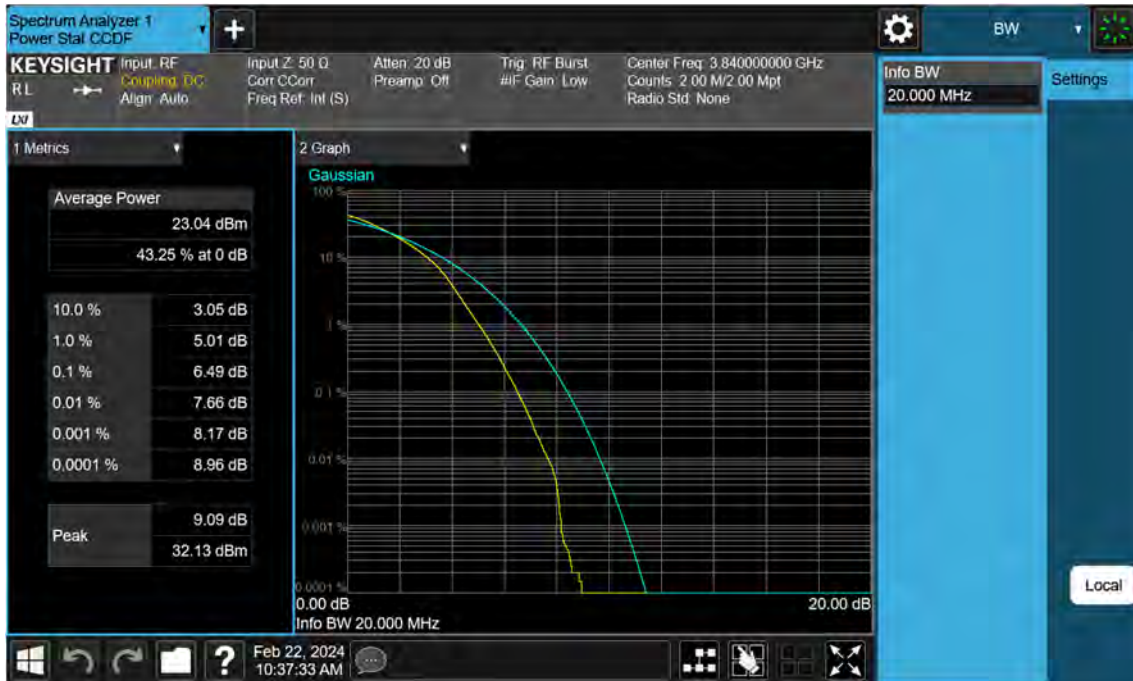 Spectrum Analyzer 1
Power Stat CCDF
+
BW
KEYSIGHT
RL
LXI
Input: RF
Coupling: DC
Align: Auto
Input Z: 50 Ω
Corr CCorr
Freq Ref: Int (S)
Atten: 20 dB
Preamp: Off
Trig: RF Burst
#IF Gain: Low
Center Freq: 3.840000000 GHz
Counts: 2.00 M/2.00 Mpt
Radio Std: None
Info BW
20.000 MHz
Settings
1 Metrics
Average Power
23.04 dBm
43.25 % at 0 dB
10.0 % 3.05 dB
1.0 % 5.01 dB
0.1 % 6.49 dB
0.01 % 7.66 dB
0.001 % 8.17 dB
0.0001 % 8.96 dB
Peak 9.09 dB
32.13 dBm
2 Graph
Gaussian
100 %
10 %
1 %
0.1 %
0.01 %
0.001 %
0.0001 %
0.00 dB 20.00 dB
Info BW 20.000 MHz
Local
?
Feb 22, 2024
10:37:33 AM